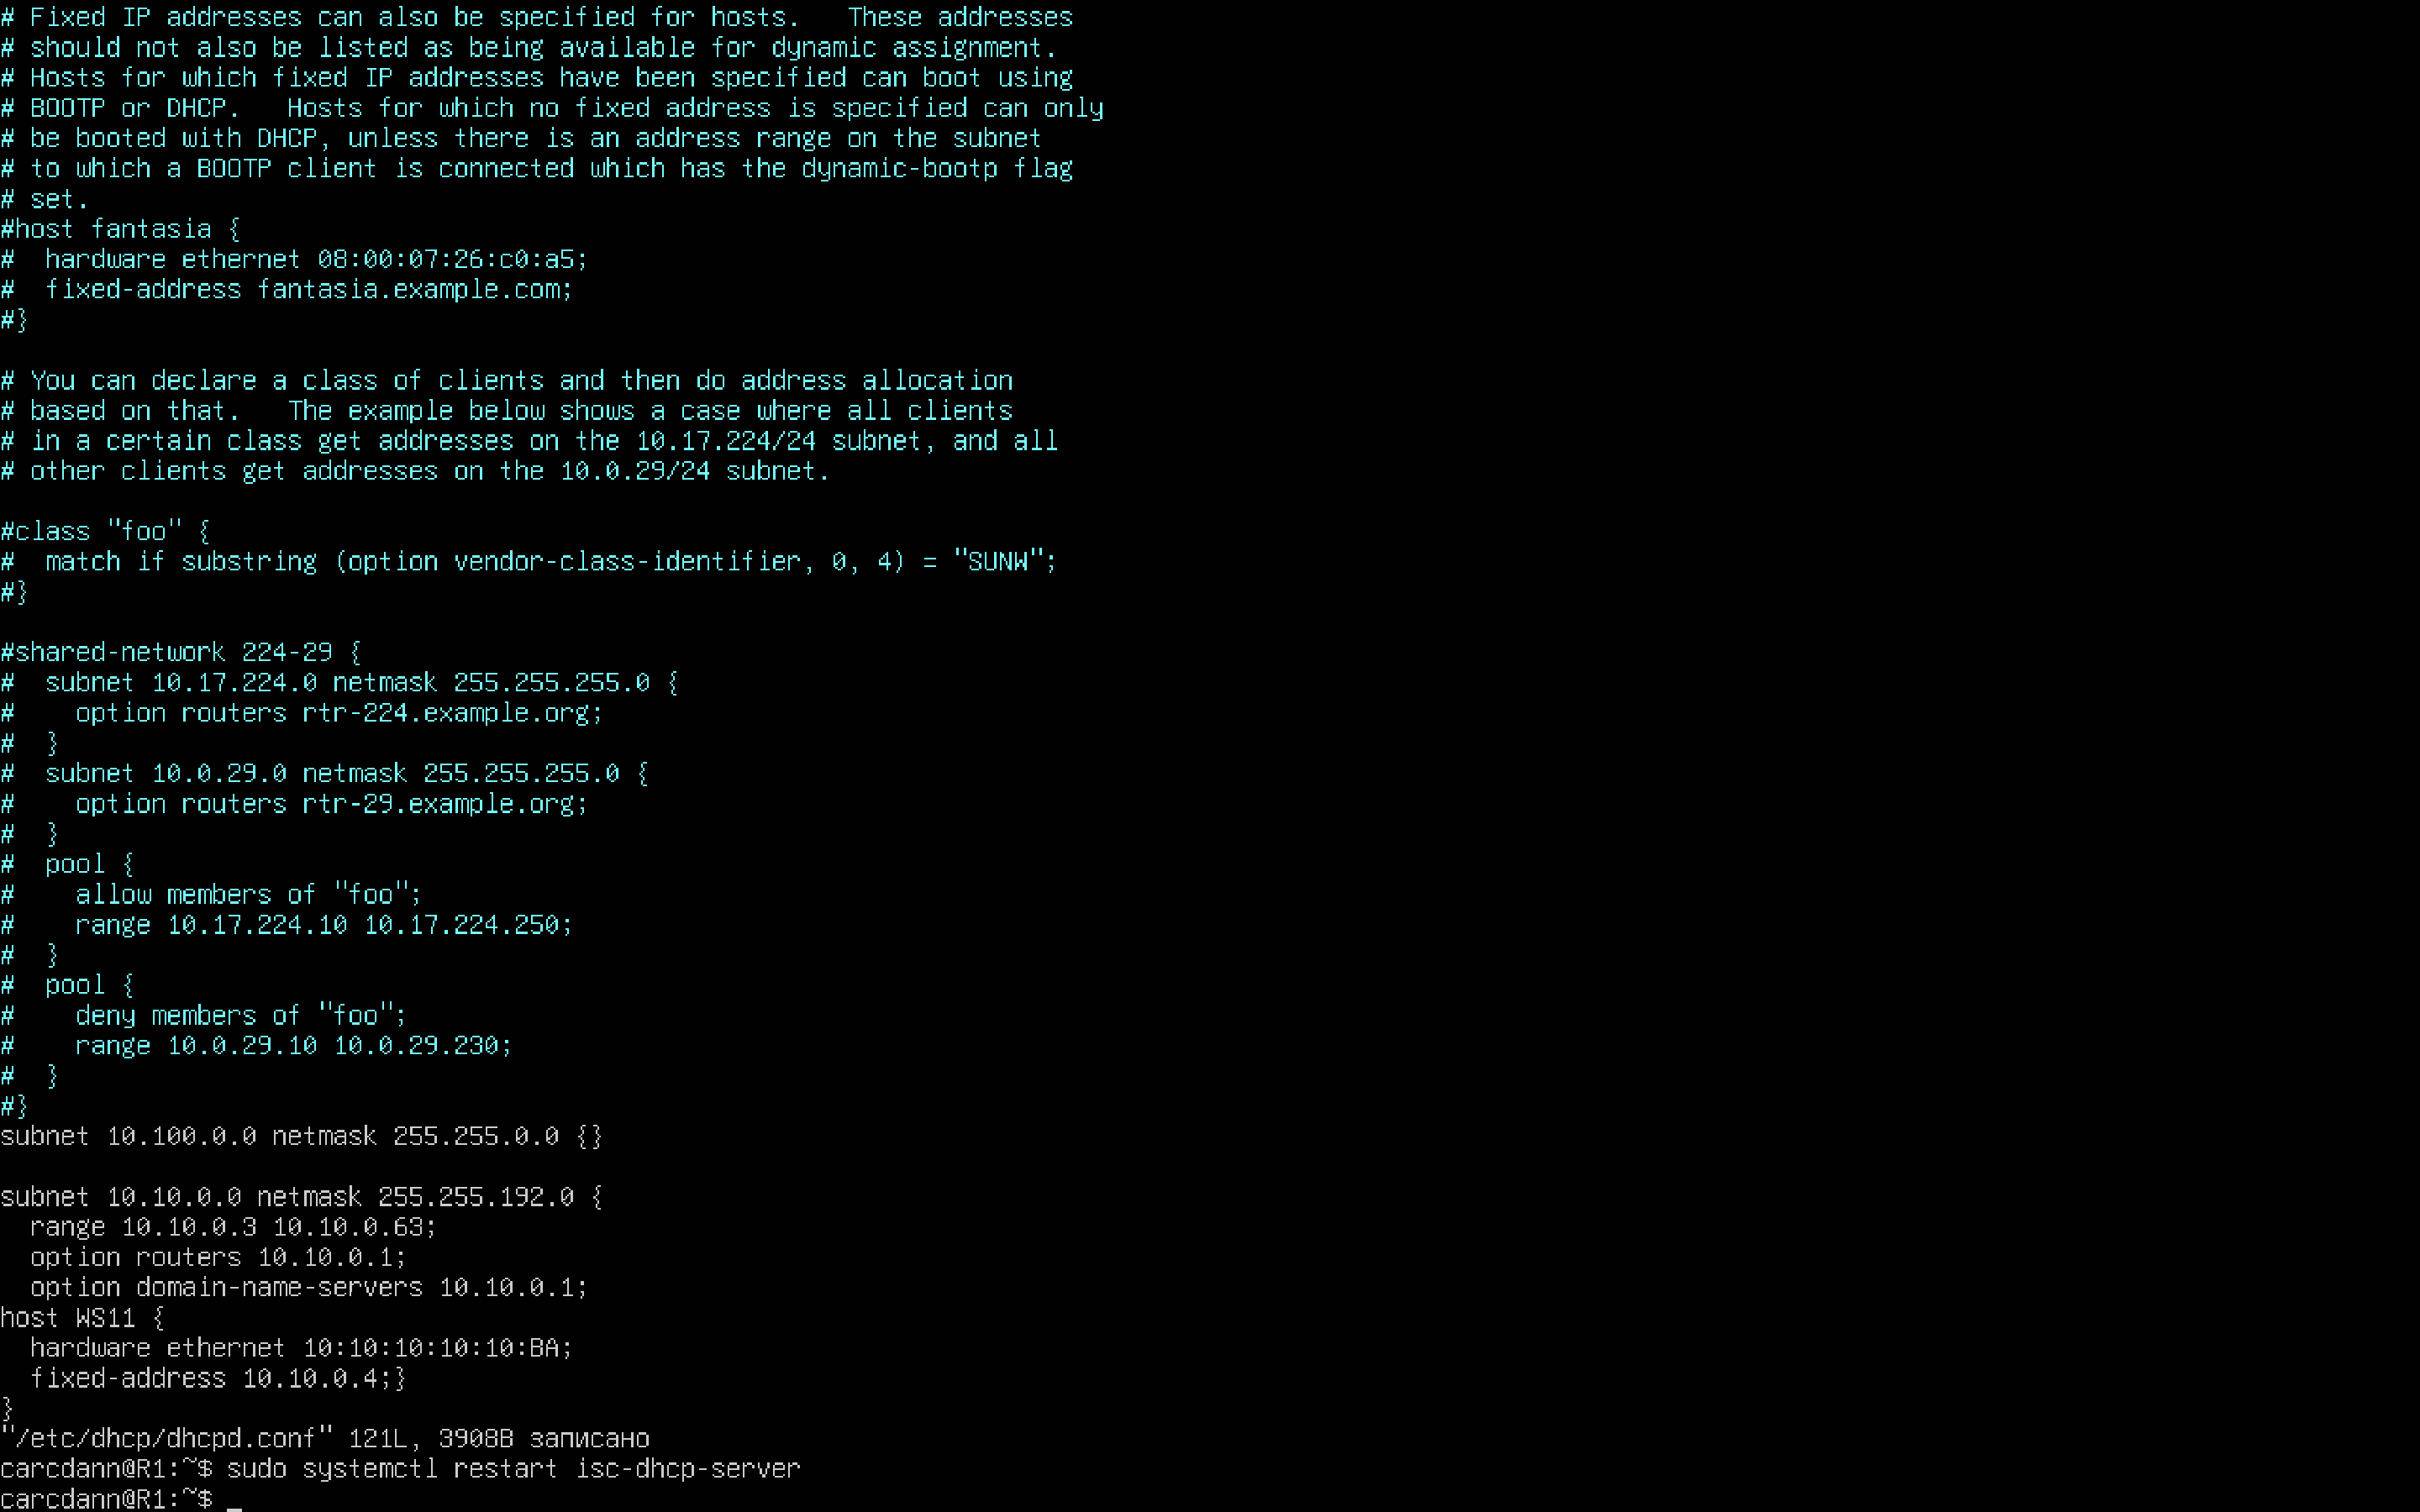 # Fixed IP addresses can also be specified for hosts.   These addresses
# should not also be listed as being available for dynamic assignment.
# Hosts for which fixed IP addresses have been specified can boot using
# BOOTP or DHCP.   Hosts for which no fixed address is specified can only
# be booted with DHCP, unless there is an address range on the subnet
# to which a BOOTP client is connected which has the dynamic-bootp flag
# set.
#host fantasia {
#  hardware ethernet 08:00:07:26:c0:a5;
#  fixed-address fantasia.example.com;
#}

# You can declare a class of clients and then do address allocation
# based on that.   The example below shows a case where all clients
# in a certain class get addresses on the 10.17.224/24 subnet, and all
# other clients get addresses on the 10.0.29/24 subnet.

#class "foo" {
#  match if substring (option vendor-class-identifier, 0, 4) = "SUNW";
#}

#shared-network 224-29 {
#  subnet 10.17.224.0 netmask 255.255.255.0 {
#    option routers rtr-224.example.org;
#  }
#  subnet 10.0.29.0 netmask 255.255.255.0 {
#    option routers rtr-29.example.org;
#  }
#  pool {
#    allow members of "foo";
#    range 10.17.224.10 10.17.224.250;
#  }
#  pool {
#    deny members of "foo";
#    range 10.0.29.10 10.0.29.230;
#  }
#}
subnet 10.100.0.0 netmask 255.255.0.0 {}

subnet 10.10.0.0 netmask 255.255.192.0 {
  range 10.10.0.3 10.10.0.63;
  option routers 10.10.0.1;
  option domain-name-servers 10.10.0.1;
host WS11 {
  hardware ethernet 10:10:10:10:10:BA;
  fixed-address 10.10.0.4;}
}
"/etc/dhcp/dhcpd.conf" 121L, 3908B записано
carcdann@R1:~$ sudo systemctl restart isc-dhcp-server
carcdann@R1:~$ _